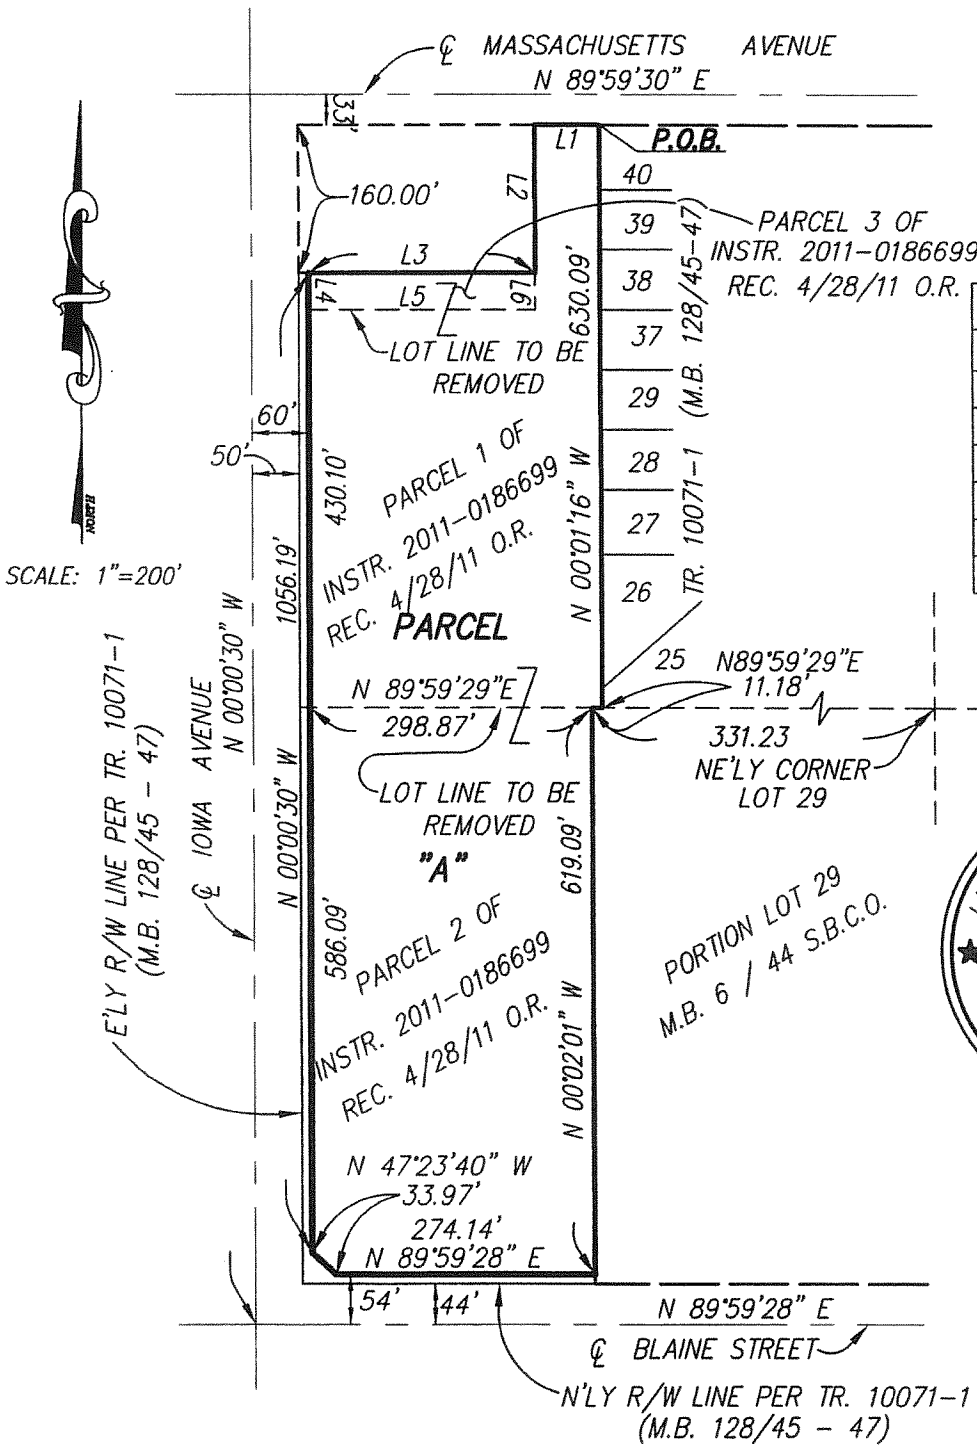 ℄ MASSACHUSETTS AVENUE
N 89°59'30" E
33'
L1
P.O.B.
160.00'
L2
40
39
38
37
29
28
27
26
25
PARCEL 3 OF
INSTR. 2011-0186699
REC. 4/28/11 O.R.
L3
L4
L5
L6
630.09'
TR. 10071-1 (M.B. 128/45-47)
LOT LINE TO BE
REMOVED
60'
50'
430.10'
1056.19'
PARCEL 1 OF
INSTR. 2011-0186699
REC. 4/28/11 O.R.
N 00°01'16" W
NORTH
SCALE: 1"=200'
PARCEL
N 89°59'29"E
298.87'
N89°59'29"E
11.18'
331.23
NE'LY CORNER
LOT 29
E'LY R/W LINE PER TR. 10071-1
(M.B. 128/45 - 47)
℄ IOWA AVENUE
N 00°00'30" W
N 00°00'30" W
LOT LINE TO BE
REMOVED
"A"
586.09'
619.09'
PARCEL 2 OF
INSTR. 2011-0186699
REC. 4/28/11 O.R.
N 00°02'01" W
PORTION LOT 29
M.B. 6 / 44 S.B.C.O.
N 47°23'40" W
33.97'
274.14'
N 89°59'28" E
54'
44'
N 89°59'28" E
℄ BLAINE STREET
N'LY R/W LINE PER TR. 10071-1
(M.B. 128/45 - 47)